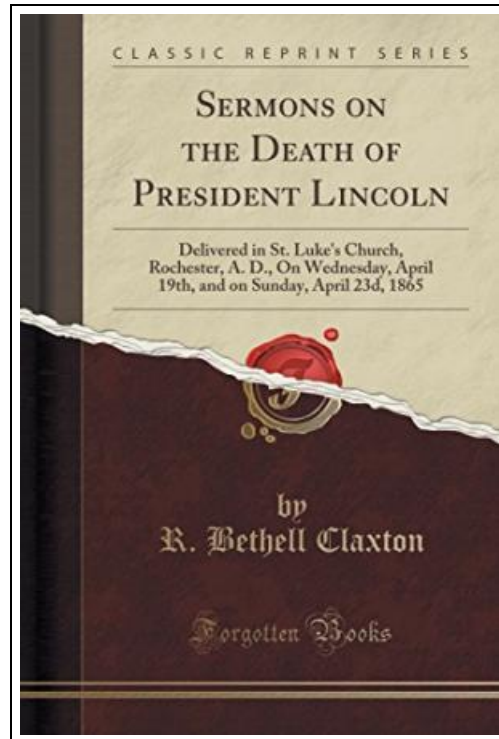 CLASSIC REPRINT SERIES
SERMONS ON
THE DEATH OF
PRESIDENT LINCOLN
Delivered in St. Luke's Church,
Rochester, A. D., On Wednesday, April
19th, and on Sunday, April 23d, 1865
by
R. Bethell Claxton
Forgotten Books